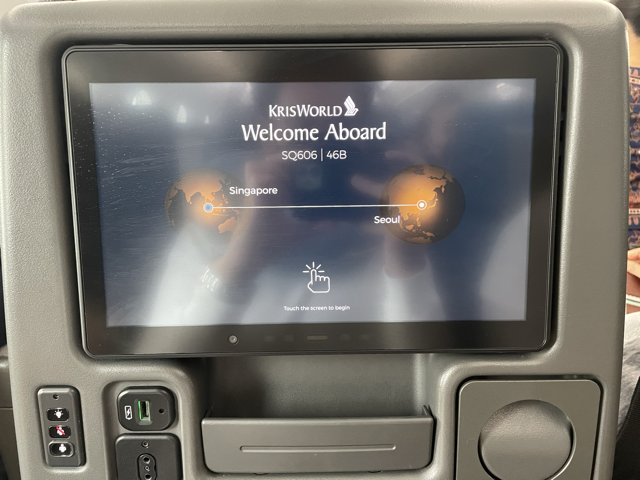 KRISWORLD
Welcome Aboard
SQ606 | 46B
Singapore
Seoul
Touch the screen to begin